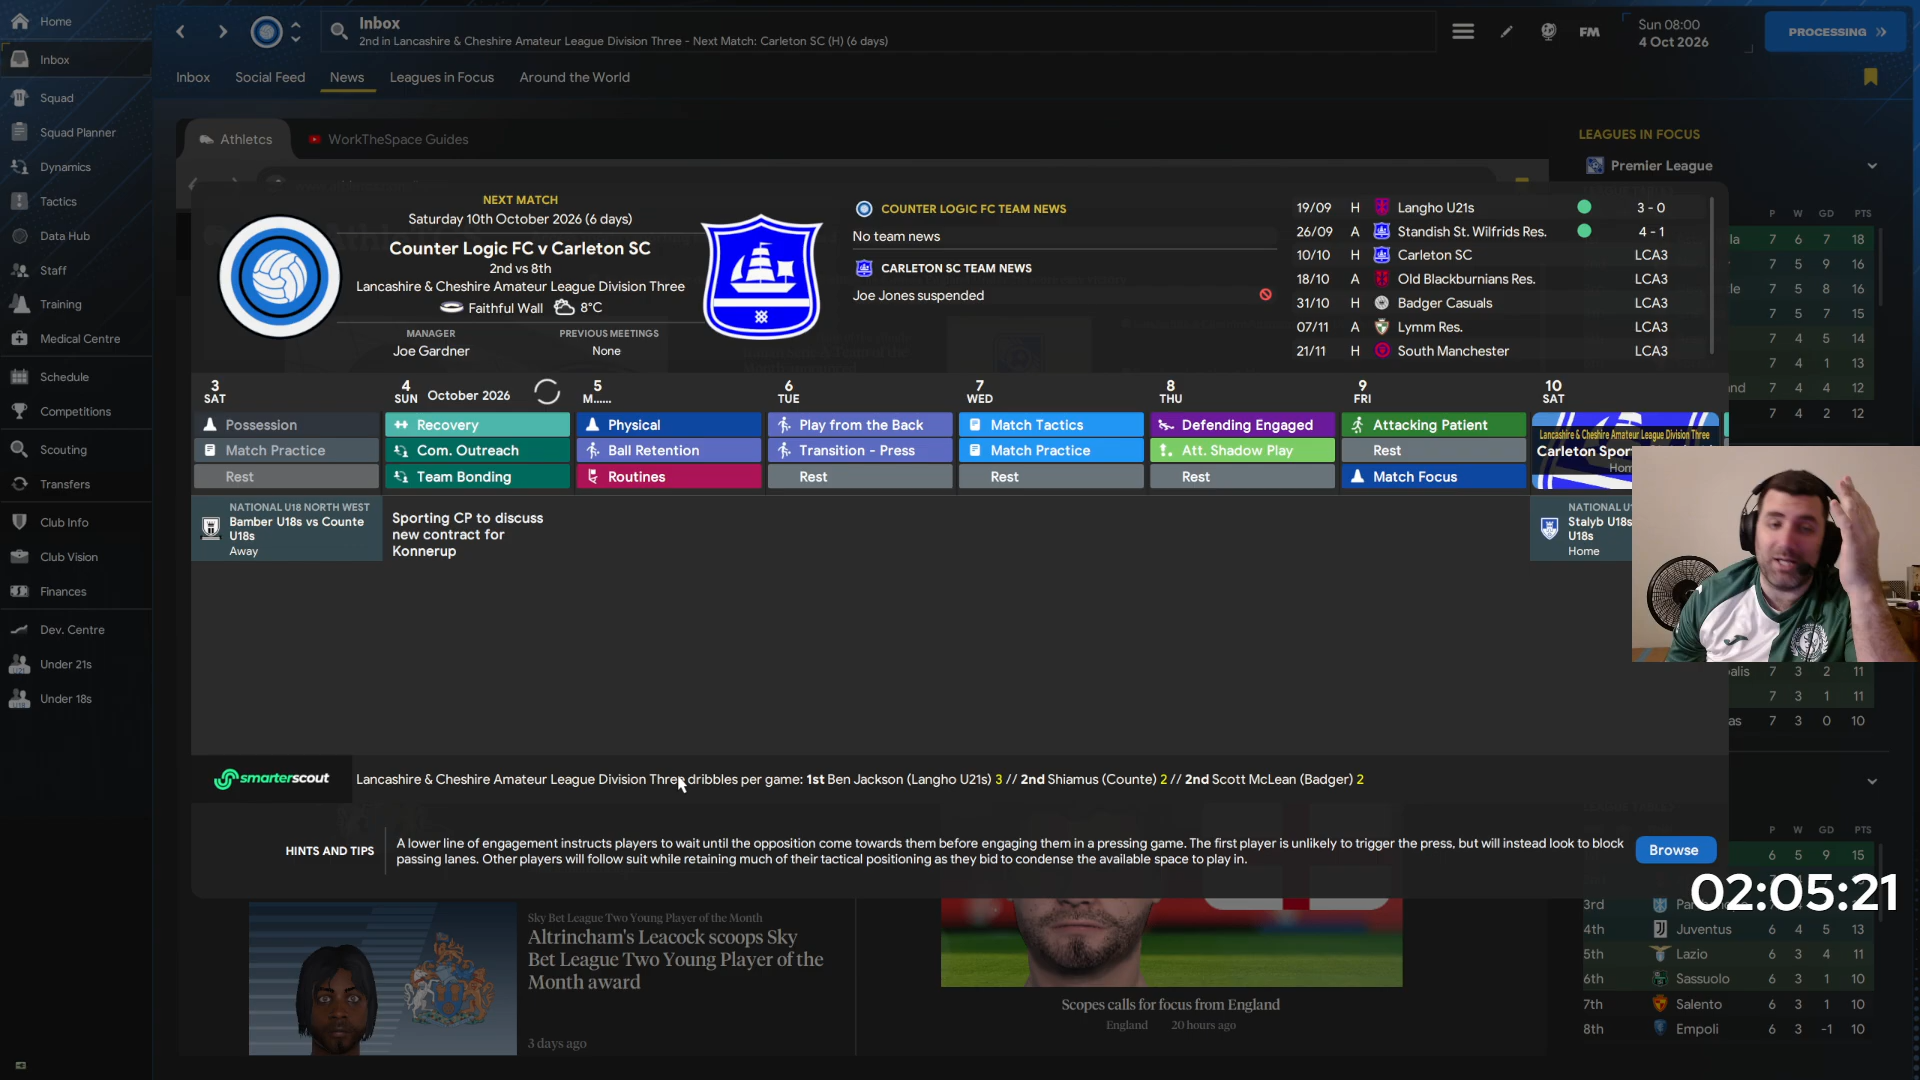 Home
Inbox
Squad
Squad Planner
Dynamics
Tactics
Data Hub
Staff
Training
Medical Centre
Schedule
Competitions
Scouting
Transfers
Club Info
Club Vision
Finances
Dev. Centre
Under 21s
Under 18s
Inbox
2nd in Lancashire & Cheshire Amateur League Division Three - Next Match: Carleton SC (H) (6 days)
FM
Sun 08:00
4 Oct 2026
PROCESSING
Inbox
Social Feed
News
Leagues in Focus
Around the World
Athletcs
WorkTheSpace Guides
LEAGUES IN FOCUS
Premier League
NEXT MATCH
Saturday 10th October 2026 (6 days)
Counter Logic FC v Carleton SC
2nd vs 8th
Lancashire & Cheshire Amateur League Division Three
Faithful Wall 8°C
MANAGER
Joe Gardner
PREVIOUS MEETINGS
None
COUNTER LOGIC FC TEAM NEWS
No team news
CARLETON SC TEAM NEWS
Joe Jones suspended
19/09 H Langho U21s 3 - 0
26/09 A Standish St. Wilfrids Res. 4 - 1
10/10 H Carleton SC LCA3
18/10 A Old Blackburnians Res. LCA3
31/10 H Badger Casuals LCA3
07/11 A Lymm Res. LCA3
21/11 H South Manchester LCA3
P W GD PTS
la 7 6 7 18
7 5 9 16
le 7 5 8 16
7 5 7 15
7 4 5 14
7 4 1 13
nd 7 4 4 12
7 4 2 12
3 SAT
4 SUN October 2026
5 M......
6 TUE
7 WED
8 THU
9 FRI
10 SAT
Possession
Match Practice
Rest
Recovery
Com. Outreach
Team Bonding
Physical
Ball Retention
Routines
Play from the Back
Transition - Press
Rest
Match Tactics
Match Practice
Rest
Defending Engaged
Att. Shadow Play
Rest
Attacking Patient
Rest
Match Focus
Lancashire & Cheshire Amateur League Division Three
Carleton Spor
Hom
NATIONAL U18 NORTH WEST
Bamber U18s vs Counte
U18s
Away
Sporting CP to discuss
new contract for
Konnerup
NATIONAL U1
Stalyb U18s
U18s
Home
alis 7 3 2 11
7 3 1 11
as 7 3 0 10
smarterscout
Lancashire & Cheshire Amateur League Division Three dribbles per game: 1st Ben Jackson (Langho U21s) 3 // 2nd Shiamus (Counte) 2 // 2nd Scott McLean (Badger) 2
HINTS AND TIPS
A lower line of engagement instructs players to wait until the opposition come towards them before engaging them in a pressing game. The first player is unlikely to trigger the press, but will instead look to block
passing lanes. Other players will follow suit while retaining much of their tactical positioning as they bid to condense the available space to play in.
Browse
P W GD PTS
6 5 9 15
02:05:21
3rd
4th Juventus 6 4 5 13
5th Lazio 6 3 4 11
6th Sassuolo 6 3 1 10
7th Salento 6 3 1 10
8th Empoli 6 3 -1 10
Sky Bet League Two Young Player of the Month
Altrincham's Leacock scoops Sky
Bet League Two Young Player of the
Month award
3 days ago
Scopes calls for focus from England
England 20 hours ago